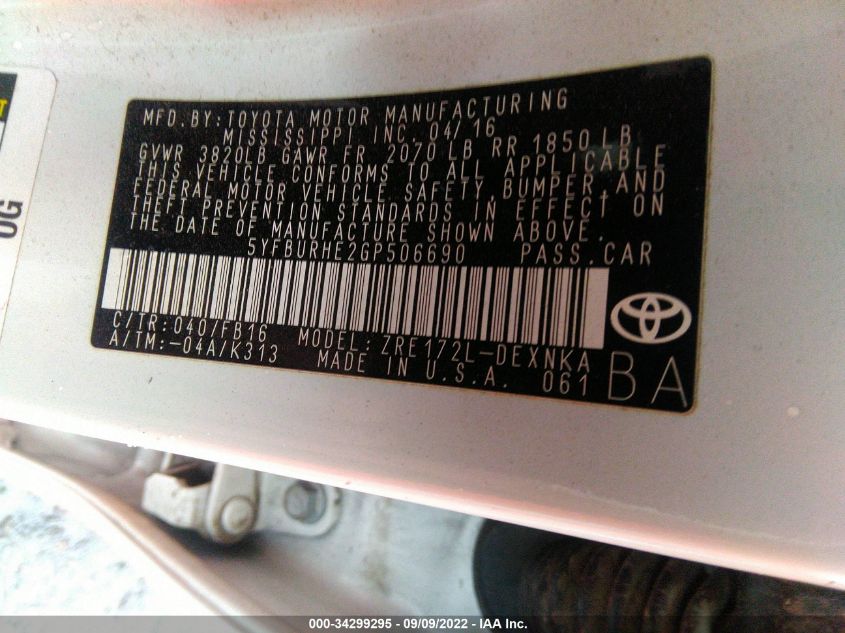 MFD.BY:TOYOTA MOTOR MANUFACTURING
MISSISSIPPI INC.04/16
GVWR 3820LB GAWR FR 2070 LB RR 1850 LB
THIS VEHICLE CONFORMS TO ALL APPLICABLE
FEDERAL MOTOR VEHICLE SAFETY, BUMPER, AND
THEFT PREVENTION STANDARDS IN EFFECT ON
THE DATE OF MANUFACTURE SHOWN ABOVE.
5YFBURHE2GP506690 PASS.CAR
C/TR:040/FB16 MODEL:ZRE172L-DEXNKA
A/TM:-04A/K313 MADE IN U.S.A. 061
BA
OG
000-34299295 - 09/09/2022 - IAA Inc.